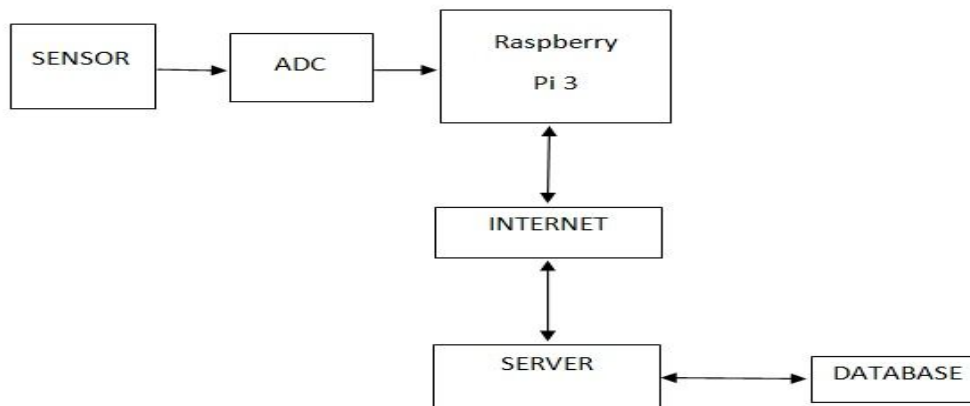 SENSOR
ADC
Raspberry
Pi 3
INTERNET
SERVER
DATABASE